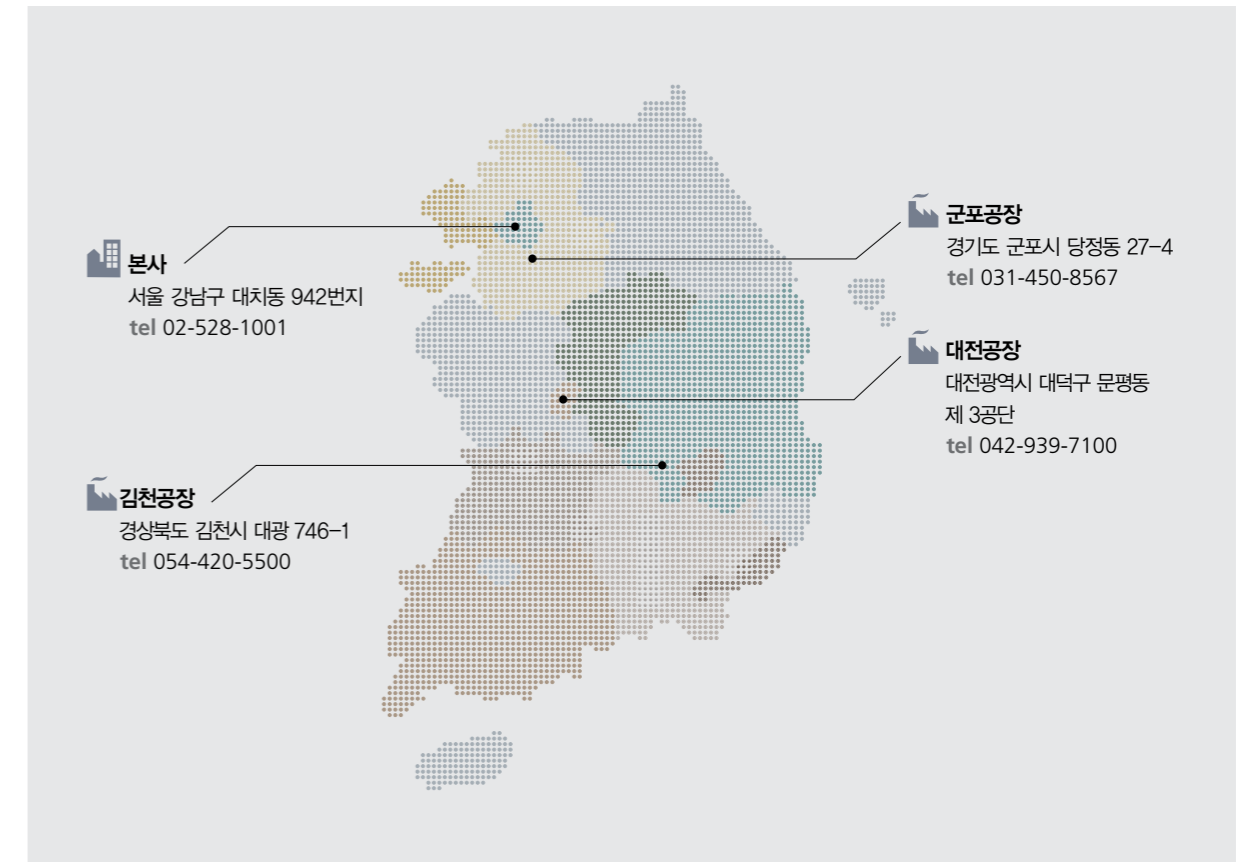 본사
서울 강남구 대치동 942번지
tel 02-528-1001
김천공장
경상북도 김천시 대광 746-1
tel 054-420-5500
군포공장
경기도 군포시 당정동 27-4
tel 031-450-8567
대전공장
대전광역시 대덕구 문평동
제 3공단
tel 042-939-7100